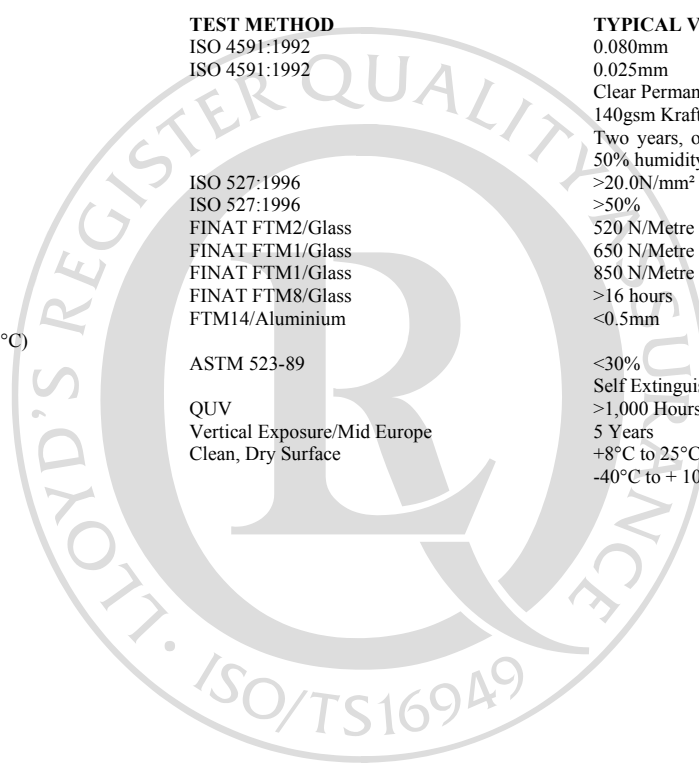 TEST METHOD TYPICAL V
ISO 4591:1992 0.080mm
ISO 4591:1992 0.025mm
Clear Perman
140gsm Kraft
Two years, o
50% humidity
ISO 527:1996 >20.0N/mm²
ISO 527:1996 >50%
FINAT FTM2/Glass 520 N/Metre
FINAT FTM1/Glass 650 N/Metre
FINAT FTM1/Glass 850 N/Metre
FINAT FTM8/Glass >16 hours
FTM14/Aluminium <0.5mm
°C)
ASTM 523-89 <30%
Self Extinguis
QUV >1,000 Hours
Vertical Exposure/Mid Europe 5 Years
Clean, Dry Surface +8°C to 25°C
-40°C to + 10
LLOYD'S REGISTER QUALITY ASSURANCE
LR
ISO/TS16949